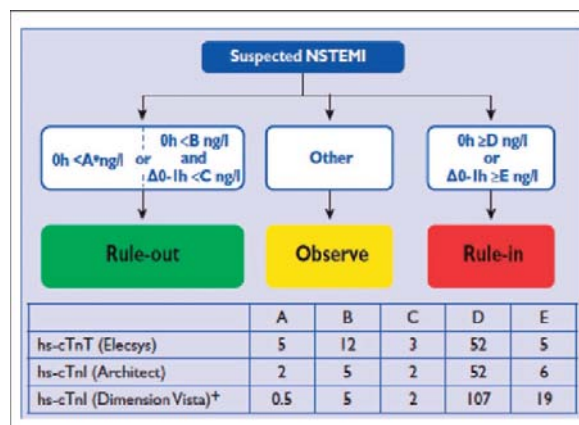 Suspected NSTEMI
0h <A*ng/l or 0h <B ng/l
and
Δ0-1h <C ng/l
Other
0h ≥D ng/l
or
Δ0-1h ≥E ng/l
Rule-out
Observe
Rule-in
A B C D E
hs-cTnT (Elecsys) 5 12 3 52 5
hs-cTnI (Architect) 2 5 2 52 6
hs-cTnI (Dimension Vista)+ 0.5 5 2 107 19